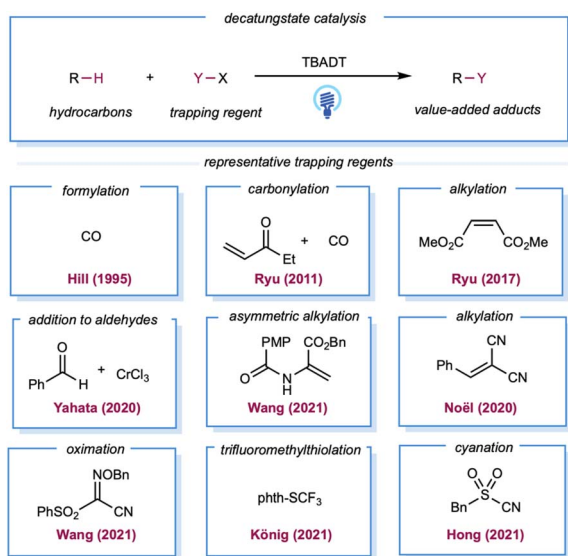 decatungstate catalysis
R—H + Y—X TBADT R—Y
hydrocarbons trapping regent value-added adducts
representative trapping regents
formylation
CO
Hill (1995)
carbonylation
O
Et
+ CO
Ryu (2011)
alkylation
MeO₂C CO₂Me
Ryu (2017)
addition to aldehydes
O
Ph H + CrCl₃
Yahata (2020)
asymmetric alkylation
PMP CO₂Bn
O N
H
Wang (2021)
alkylation
CN
Ph CN
Noël (2020)
oximation
NOBn
PhSO₂ CN
Wang (2021)
trifluoromethylthiolation
phth-SCF₃
König (2021)
cyanation
O O
Bn S CN
Hong (2021)